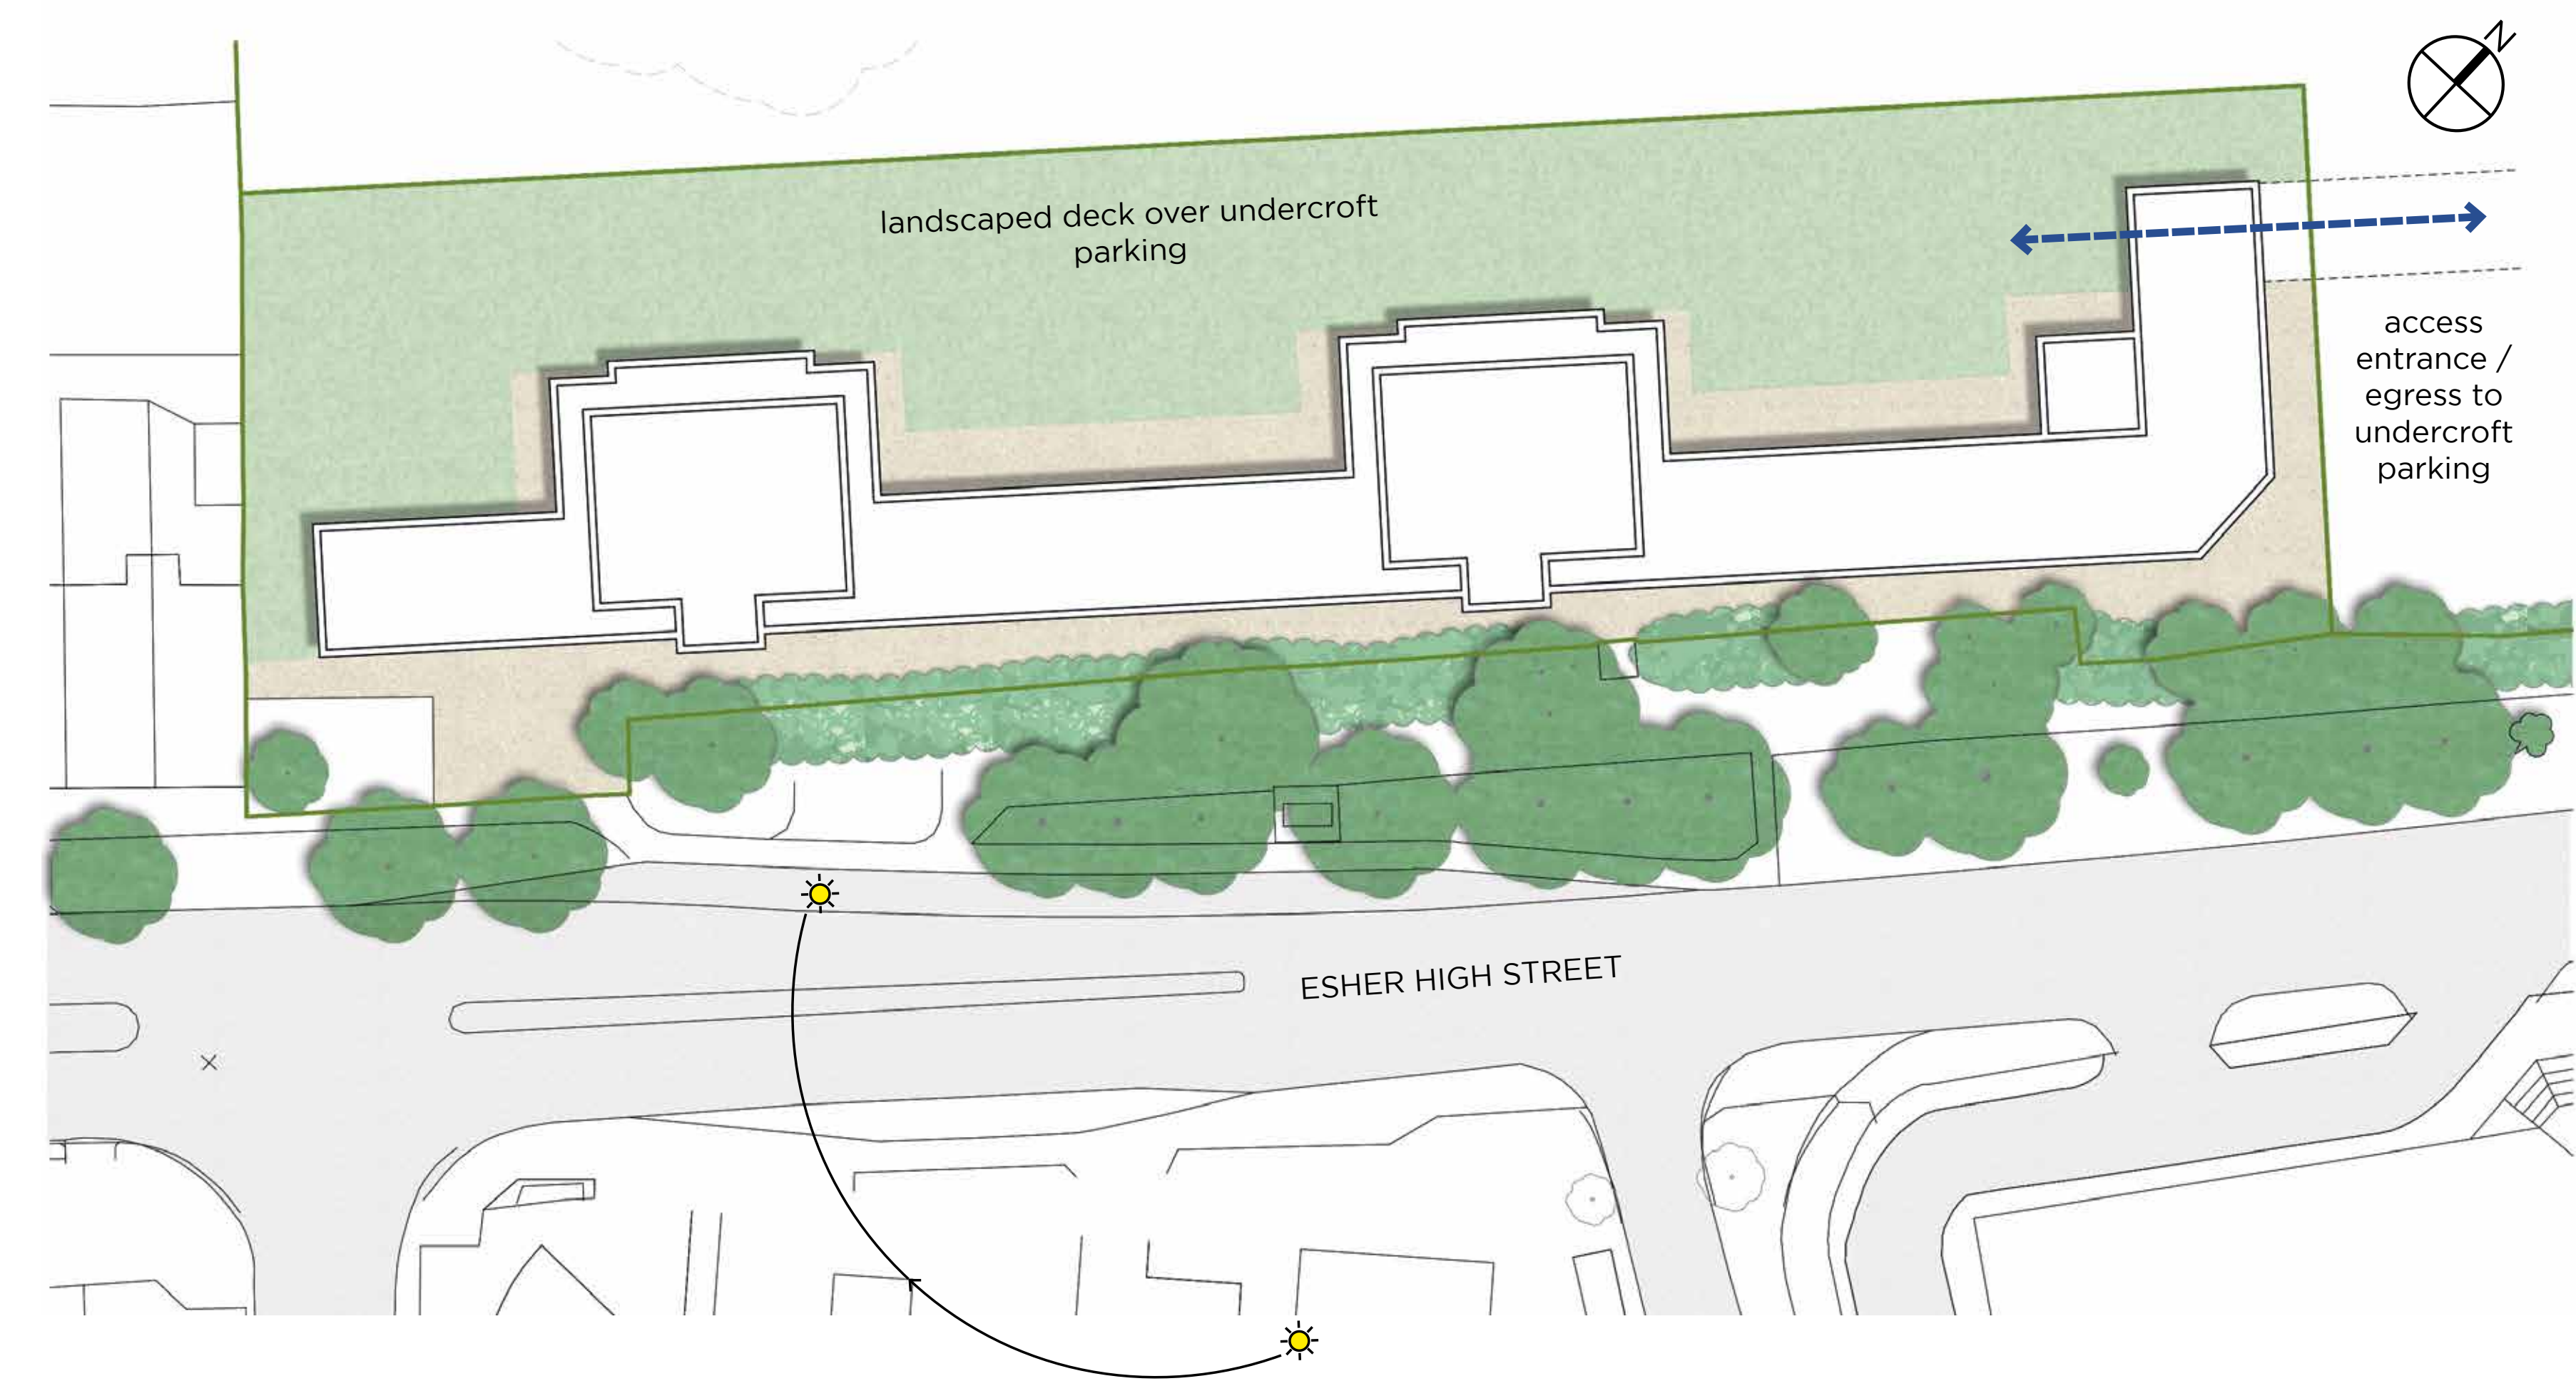 N
landscaped deck over undercroft
parking
access
entrance /
egress to
undercroft
parking
ESHER HIGH STREET